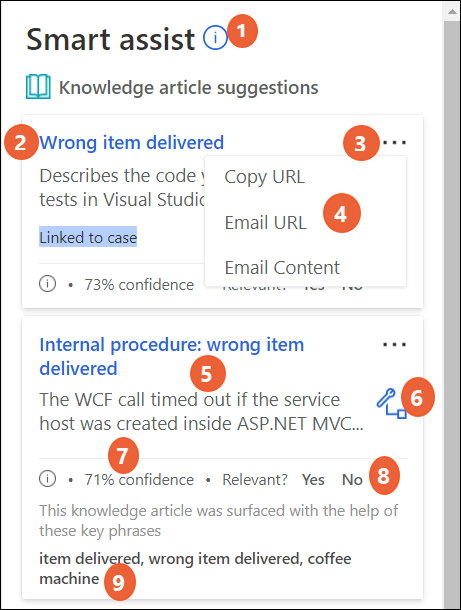 Smart assist 1
Knowledge article suggestions
2 Wrong item delivered 3
Describes the code
tests in Visual Studio
Copy URL
Email URL 4
Email Content
Linked to case
73% confidence • Relevant? Yes No
Internal procedure: wrong item
delivered
5
The WCF call timed out if the service
host was created inside ASP.NET MVC...
6
7
71% confidence • Relevant? Yes No 8
This knowledge article was surfaced with the help of
these key phrases
item delivered, wrong item delivered, coffee
machine 9